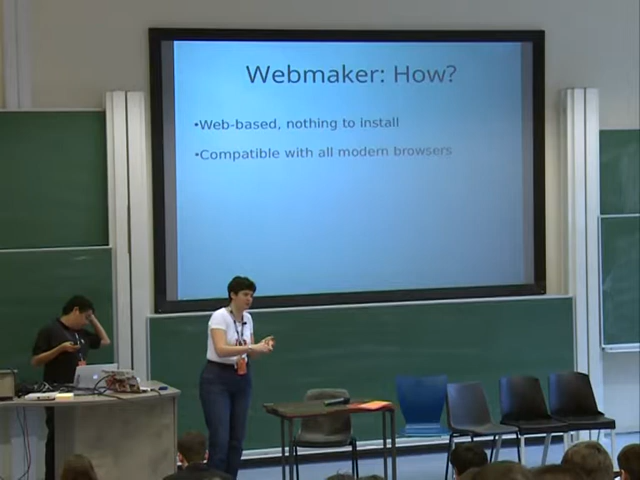 Webmaker: How?
•Web-based, nothing to install
•Compatible with all modern browsers